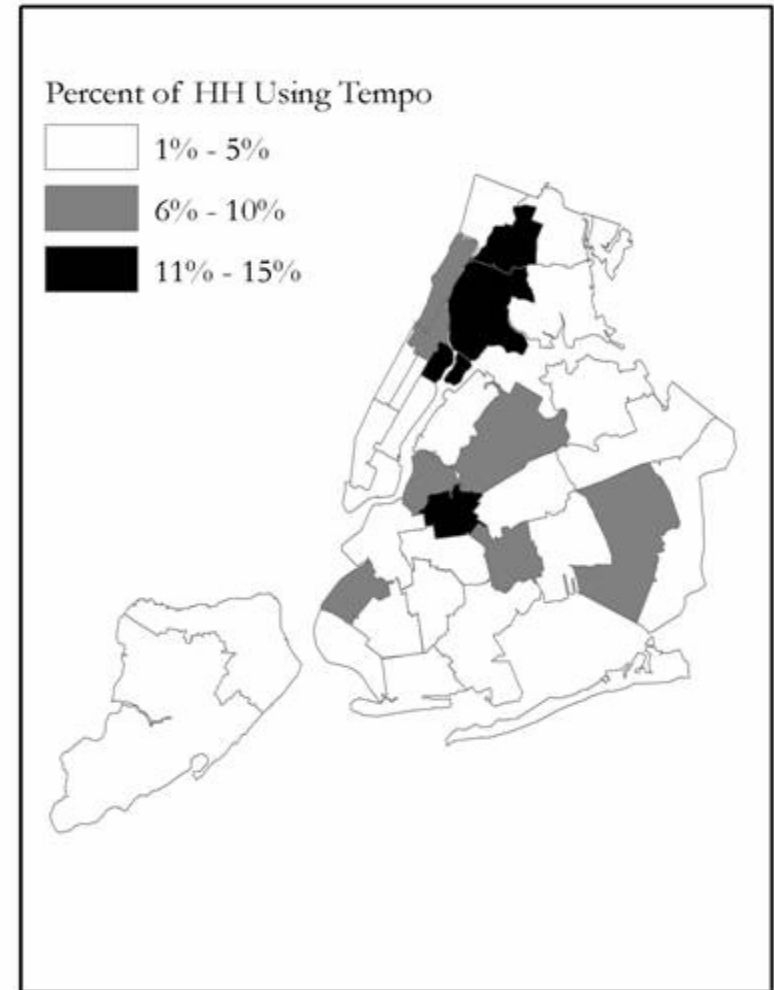 Percent of HH Using Tempo
1% - 5%
6% - 10%
11% - 15%